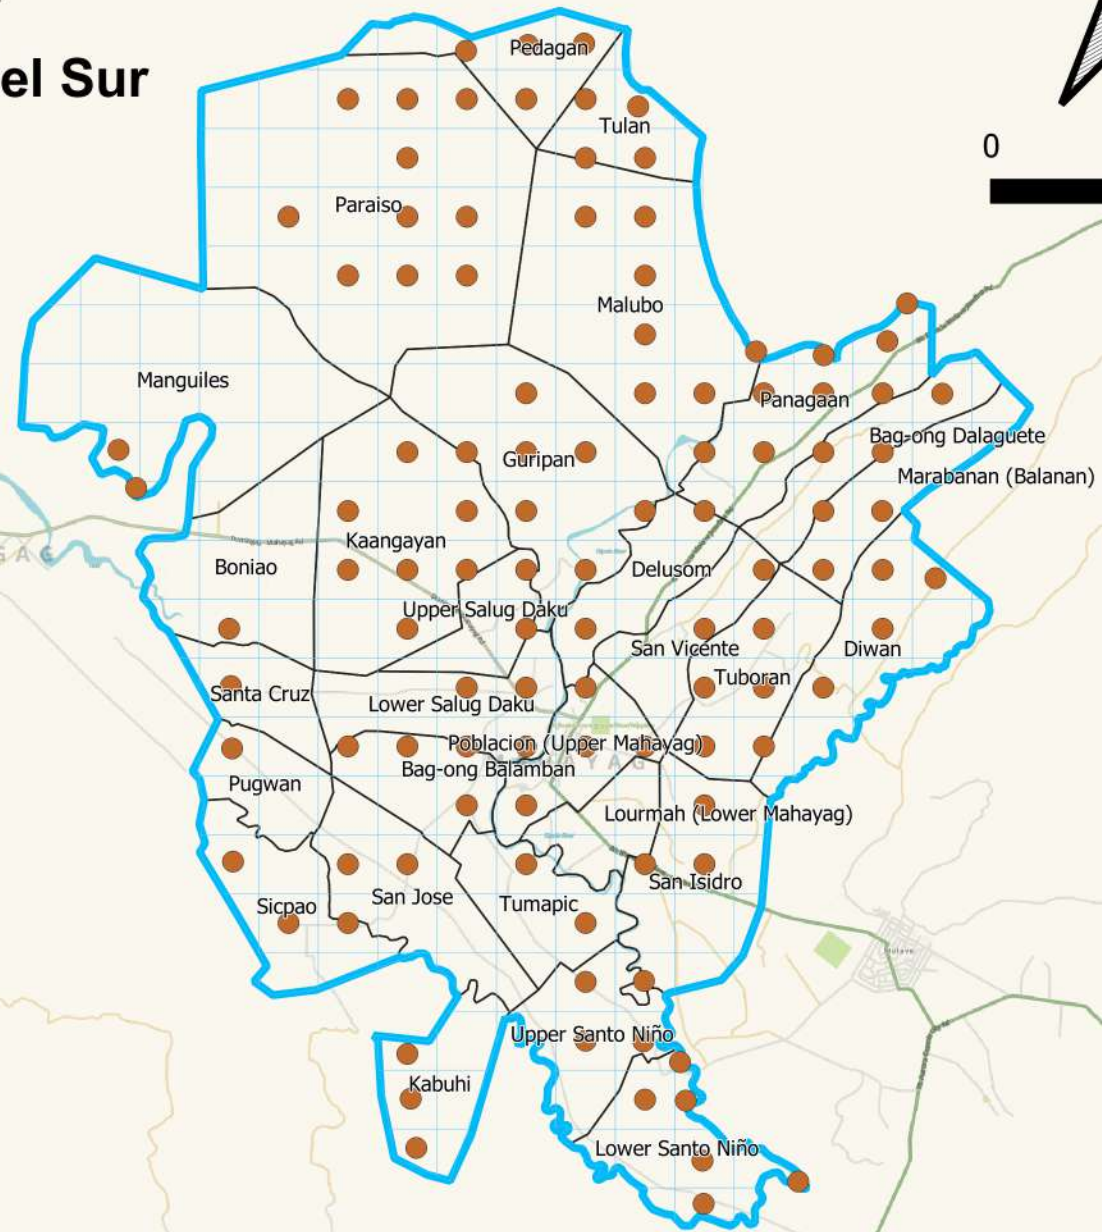 el Sur
0
Pedagan
Tulan
Paraiso
Malubo
Manguiles
Panagaan
Bag-ong Dalaguete
Guripan
Marabanan (Balanan)
Kaangayan
Boniao
Delusom
Upper Salug Daku
San Vicente
Diwan
Tuboran
Santa Cruz
Lower Salug Daku
Poblacion (Upper Mahayag)
Bag-ong Balamban
Pugwan
Lourmah (Lower Mahayag)
San Isidro
San Jose
Tumapic
Sicpao
Upper Santo Niño
Kabuhi
Lower Santo Niño